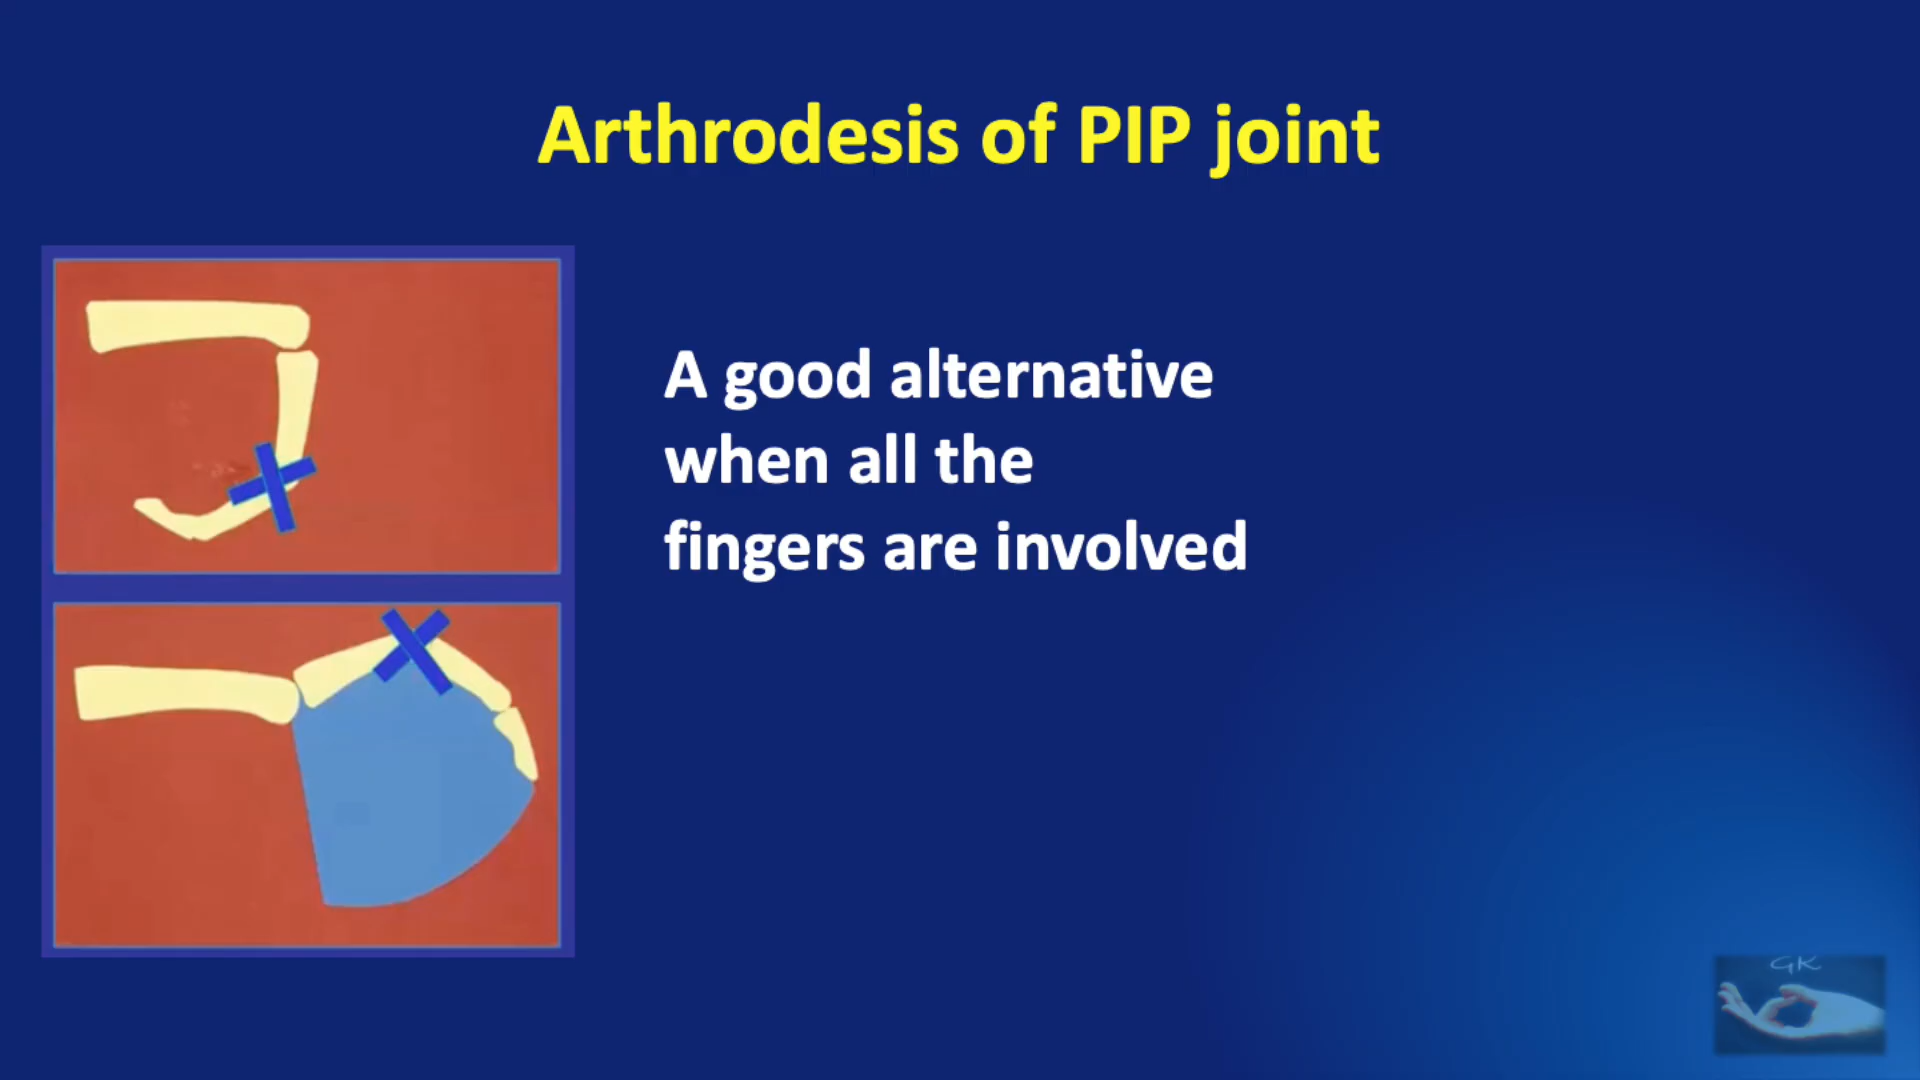 Arthrodesis of PIP joint
A good alternative
when all the
fingers are involved
GK